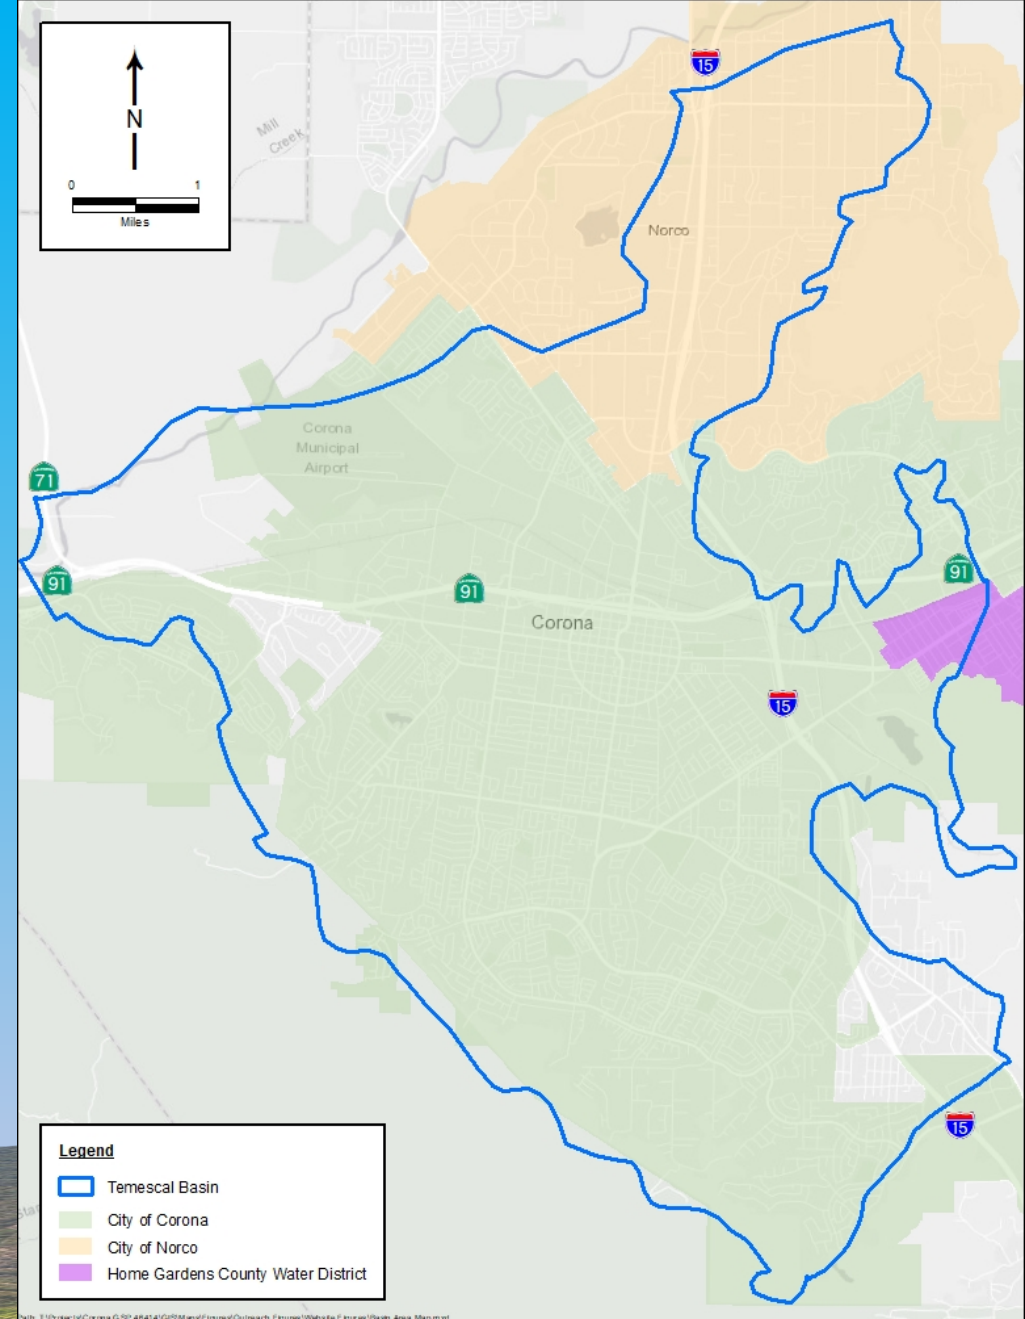 N
0 1
Miles
Mill
Creek
15
Norco
Corona
Municipal
Airport
71
91
91
91
Corona
15
15
Legend
Temescal Basin
City of Corona
City of Norco
Home Gardens County Water District